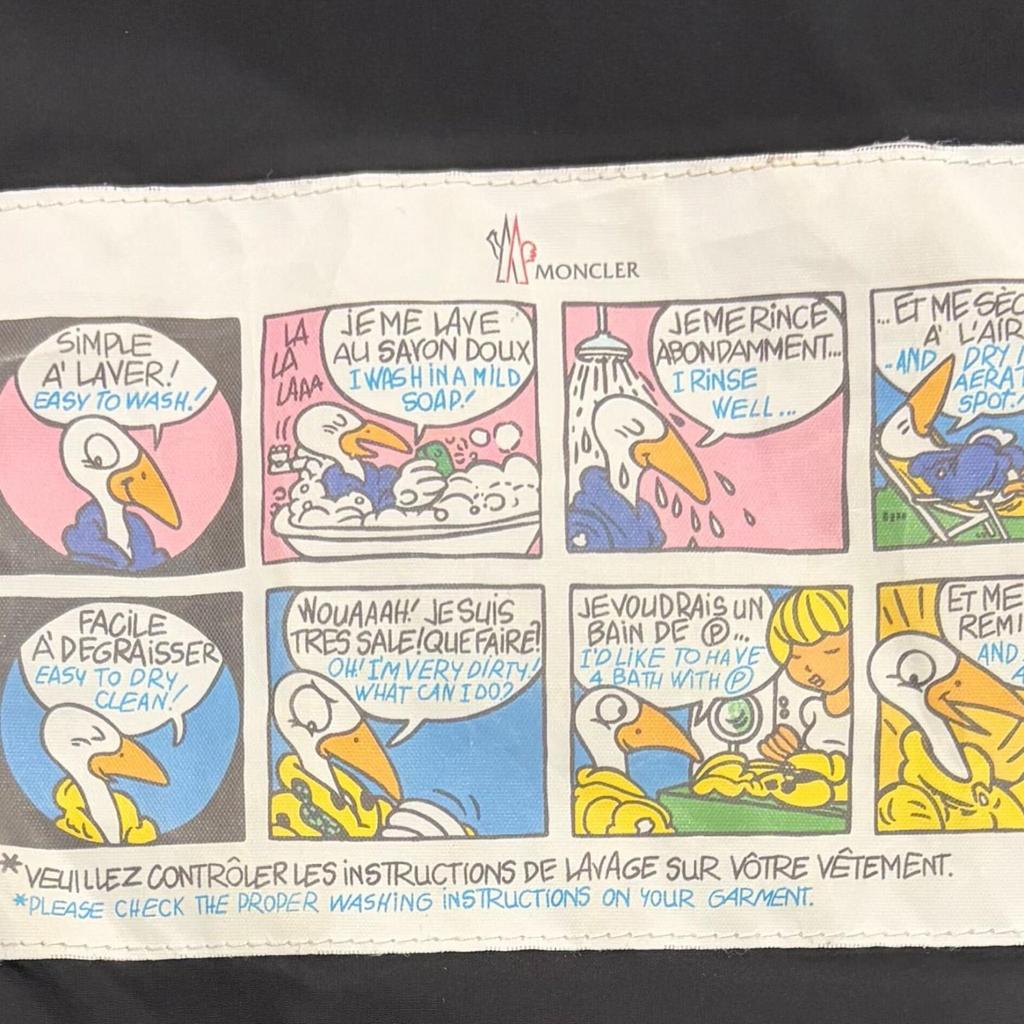 MONCLER
SIMPLE
A' LAVER!
EASY TO WASH!
LA
LA
LAAA
JE ME LAVE
AU SAVON DOUX
I WASH IN A MILD
SOAP!
JE ME RINCE
ABONDAMMENT...
I RINSE
WELL...
...ET ME SÈC
A' L'AIR
-AND DRY I
AERAT
SPOT!
FACILE
A' DEGRAISSER
EASY TO DRY
CLEAN!
WOUAAAH! JE SUIS
TRES SALE! QUE FAIRE?
OH! I'M VERY DIRTY!
WHAT CAN I DO?
JE VOUDRAIS UN
BAIN DE Ⓟ...
I'D LIKE TO HAVE
A BATH WITH Ⓟ
ET ME
REMI
AND
*VEUILLEZ CONTRÔLER LES INSTRUCTIONS DE LAVAGE SUR VÔTRE VÊTEMENT.
*PLEASE CHECK THE PROPER WASHING INSTRUCTIONS ON YOUR GARMENT.